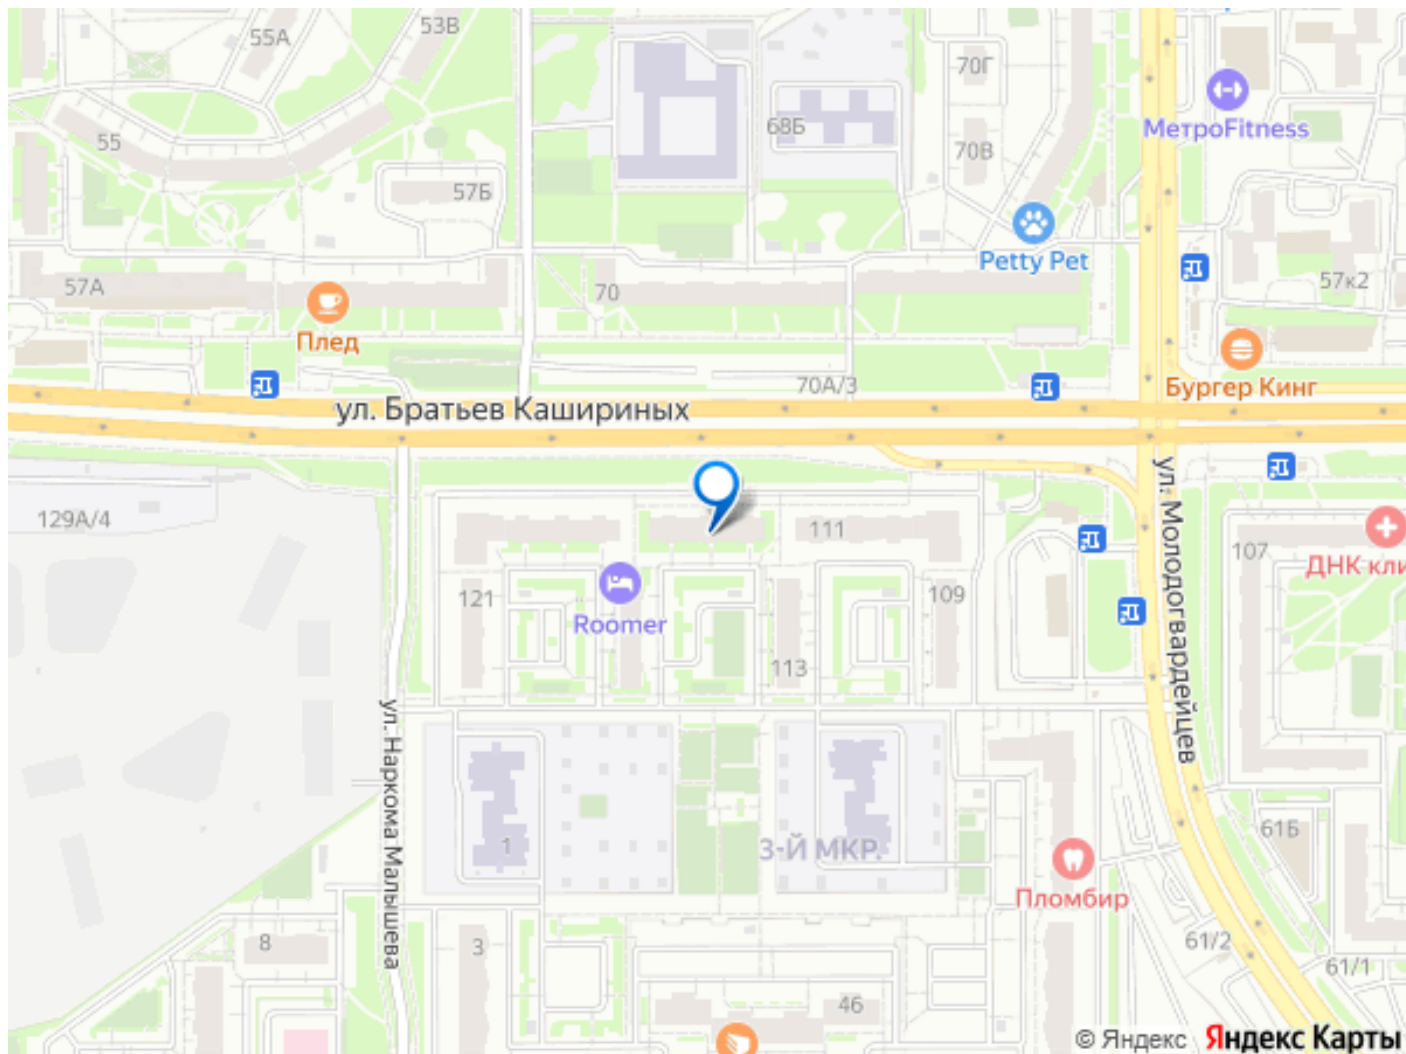 55А
53В
70Г
68Б
МетроFitness
55
70В
57Б
Petty Pet
57А
70
57к2
Плед
70А/3
Бургер Кинг
ул. Братьев Кашириных
129А/4
111
107
ДНК кли
121
109
Roomer
113
ул. Молодогвардейцев
ул. Наркома Малышева
61Б
1
3-Й МКР.
Пломбир
8
3
61/2
61/1
46
© Яндекс Яндекс Карты